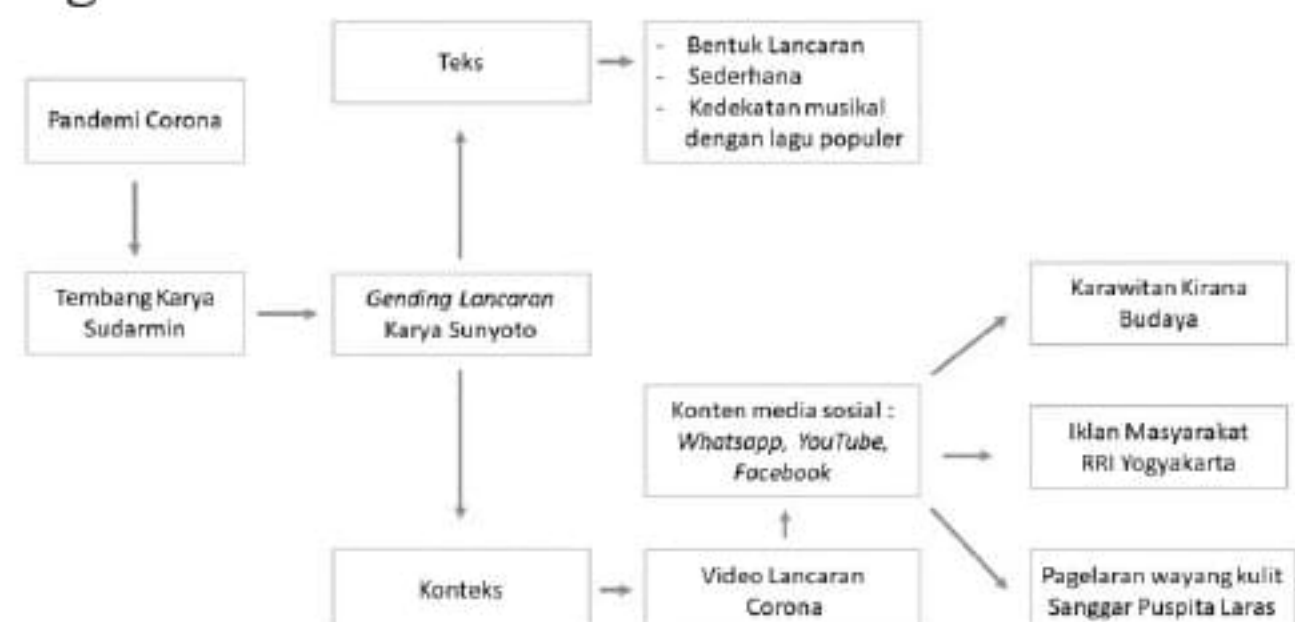 Pandemi Corona
Tembang Karya
Sudarmin
Teks
- Bentuk Lancaran
- Sederhana
- Kedekatan musikal
dengan lagu populer
Gending Lancaran
Karya Sunyoto
Konteks
Video Lancaran
Corona
Konten media sosial :
Whatsapp, YouTube,
Facebook
Karawitan Kirana
Budaya
Iklan Masyarakat
RRI Yogyakarta
Pagelaran wayang kulit
Sanggar Puspita Laras